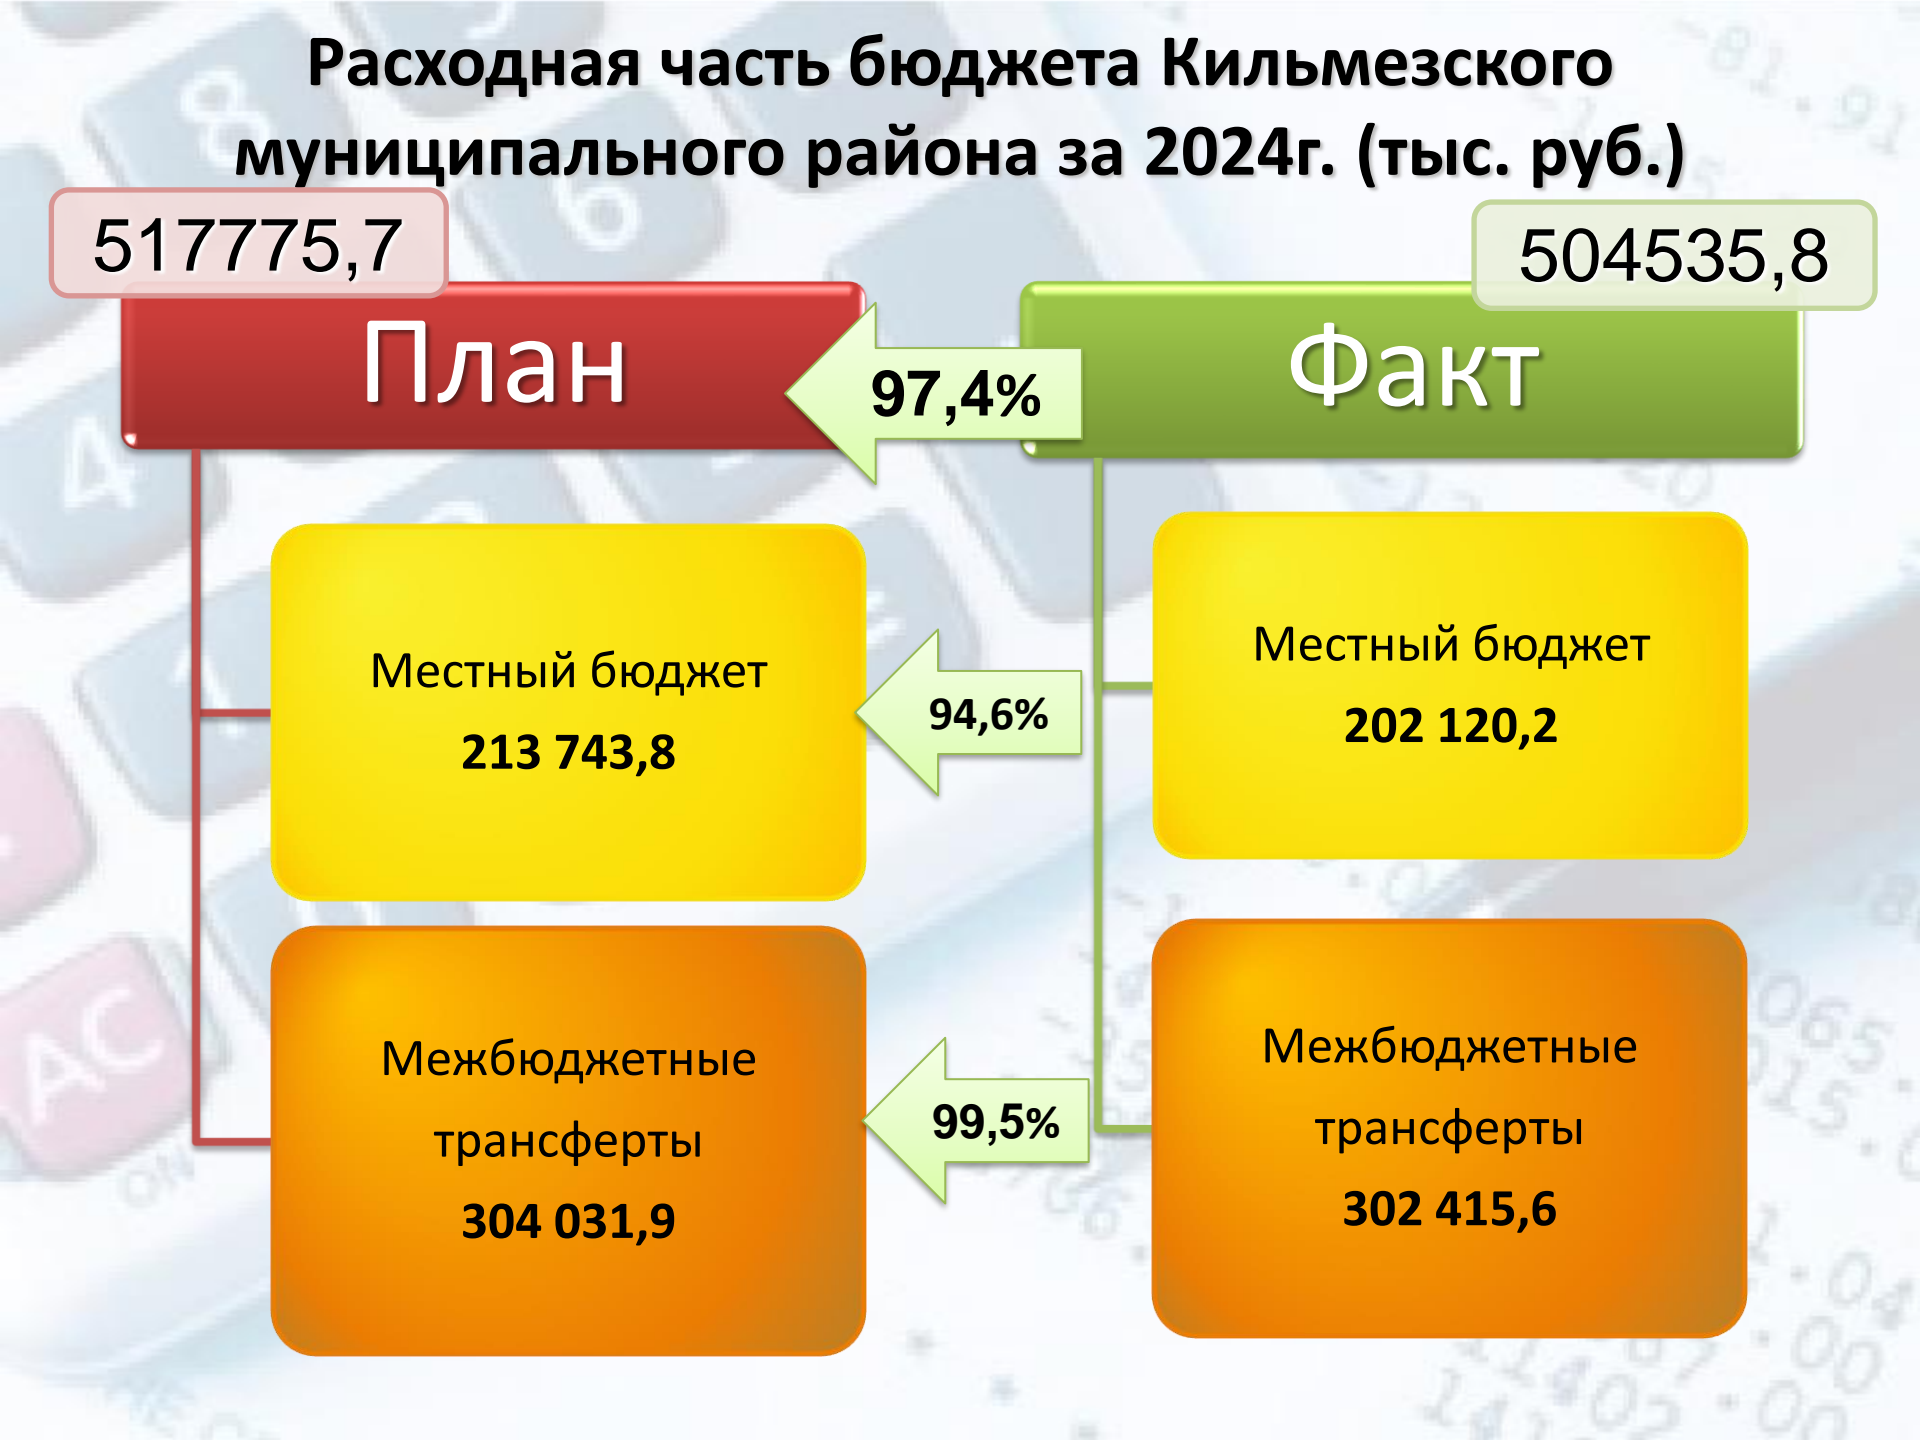 Расходная часть бюджета Кильмезского
муниципального района за 2024г. (тыс. руб.)
517775,7
504535,8
План
97,4%
Факт
Местный бюджет
213 743,8
94,6%
Местный бюджет
202 120,2
Межбюджетные
трансферты
304 031,9
99,5%
Межбюджетные
трансферты
302 415,6